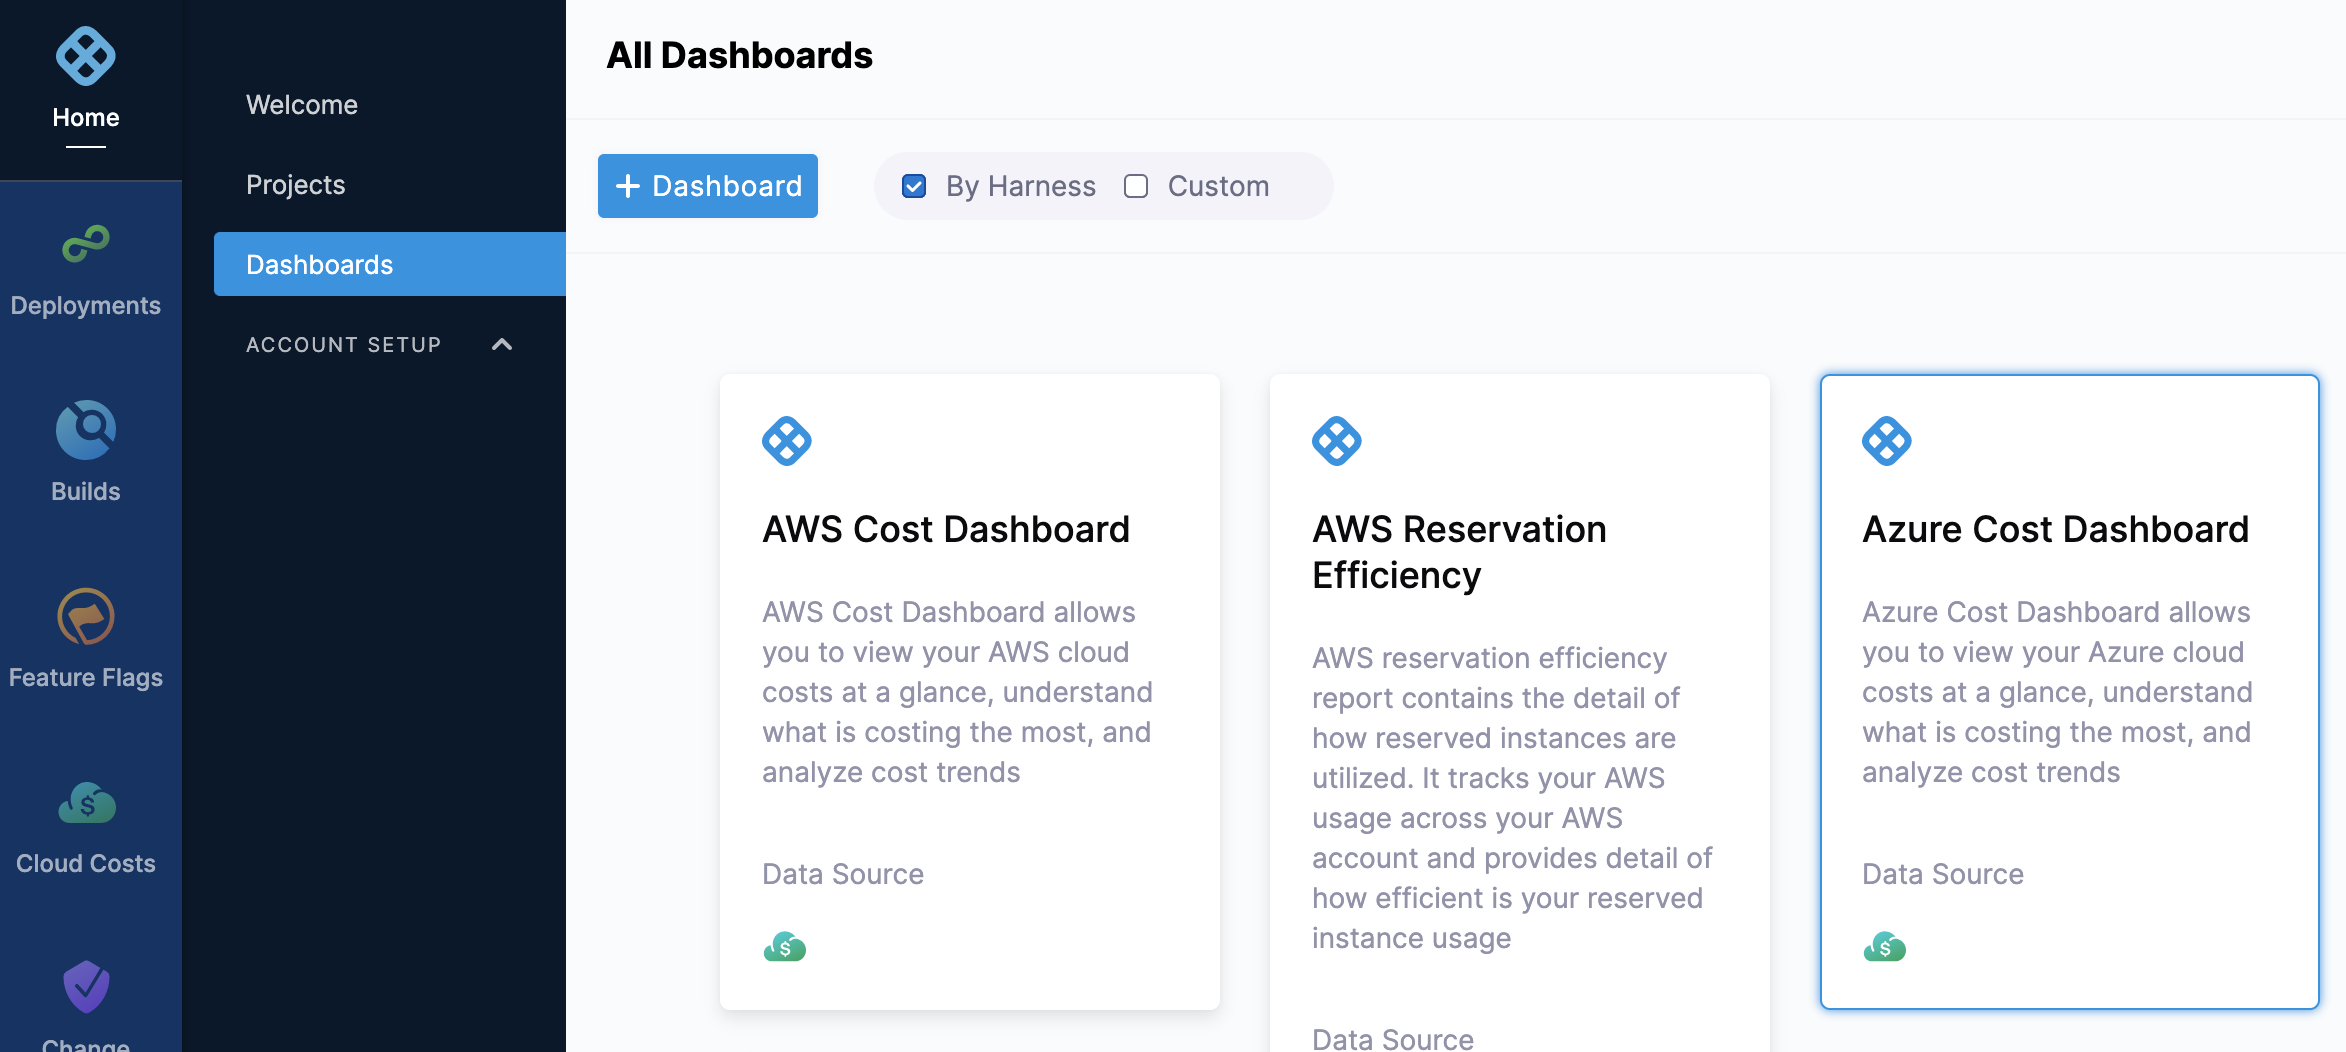 Home
Deployments
Builds
Feature Flags
Cloud Costs
Change
Welcome
Projects
Dashboards
ACCOUNT SETUP
All Dashboards
+ Dashboard
By Harness
Custom
AWS Cost Dashboard
AWS Cost Dashboard allows
you to view your AWS cloud
costs at a glance, understand
what is costing the most, and
analyze cost trends
Data Source
$
AWS Reservation
Efficiency
AWS reservation efficiency
report contains the detail of
how reserved instances are
utilized. It tracks your AWS
usage across your AWS
account and provides detail of
how efficient is your reserved
instance usage
Data Source
Azure Cost Dashboard
Azure Cost Dashboard allows
you to view your Azure cloud
costs at a glance, understand
what is costing the most, and
analyze cost trends
Data Source
$